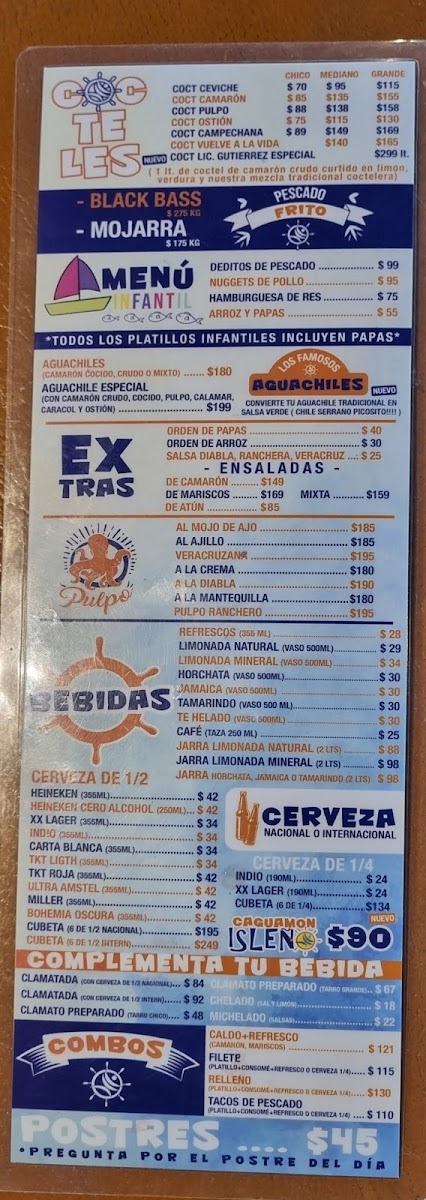 COC
TE
LES
CHICO MEDIANO GRANDE
COCT CEVICHE $ 70 $ 95 $115
COCT CAMARÓN $ 85 $135 $155
COCT PULPO $ 88 $138 $158
COCT OSTIÓN $ 75 $115 $130
COCT CAMPECHANA $ 89 $149 $169
COCT VUELVE A LA VIDA $140 $165
NUEVO COCT LIC. GUTIERREZ ESPECIAL $299 lt.
( 1 lt. de coctel de camarón crudo curtido en limon,
verdura y nuestra mezcla tradicional coctelera)
- BLACK BASS
$ 275 KG
- MOJARRA
$ 175 KG
PESCADO
FRITO
MENÚ
INFANTIL
DEDITOS DE PESCADO .................. $ 99
NUGGETS DE POLLO .................. $ 95
HAMBURGUESA DE RES .................. $ 75
ARROZ Y PAPAS .................. $ 55
*TODOS LOS PLATILLOS INFANTILES INCLUYEN PAPAS*
AGUACHILES
(CAMARÓN COCIDO, CRUDO O MIXTO) ....... $180
AGUACHILE ESPECIAL
(CON CAMARÓN CRUDO, COCIDO, PULPO, CALAMAR,
CARACOL Y OSTIÓN) .................. $199
LOS FAMOSOS
AGUACHILES
NUEVO
CONVIERTE TU AGUACHILE TRADICIONAL EN
SALSA VERDE ( CHILE SERRANO PICOSITO!!!! )
EX
TRAS
ORDEN DE PAPAS .................. $ 40
ORDEN DE ARROZ .................. $ 30
SALSA DIABLA, RANCHERA, VERACRUZ .... $ 25
- ENSALADAS -
DE CAMARÓN ......... $149
DE MARISCOS ....... $169 MIXTA .......... $159
DE ATÚN ............... $85
Pulpo
AL MOJO DE AJO .................. $185
AL AJILLO .................. $185
VERACRUZANA .................. $195
A LA CREMA .................. $180
A LA DIABLA .................. $190
A LA MANTEQUILLA .................. $180
PULPO RANCHERO .................. $195
BEBIDAS
REFRESCOS (355 ML) .................. $ 28
LIMONADA NATURAL (VASO 500ML) .................. $ 29
LIMONADA MINERAL (VASO 500ML) .................. $ 34
HORCHATA (VASO 500ML) .................. $ 30
JAMAICA (VASO 500ML) .................. $ 30
TAMARINDO (VASO 500 ML) .................. $ 30
TE HELADO (VASO 500ML) .................. $ 30
CAFÉ (TAZA 250 ML) .................. $ 25
JARRA LIMONADA NATURAL (2 LTS) .......... $ 88
JARRA LIMONADA MINERAL (2 LTS) .......... $ 98
JARRA HORCHATA, JAMAICA O TAMARINDO (2 LTS) $ 98
CERVEZA DE 1/2
HEINEKEN (355ML) .................. $ 42
HEINEKEN CERO ALCOHOL (250ML)... $ 42
XX LAGER (355ML) .................. $ 34
INDIO (355ML) .................. $ 34
CARTA BLANCA (355ML) .................. $ 34
TKT LIGTH (355ML) .................. $ 34
TKT ROJA (355ML) .................. $ 42
ULTRA AMSTEL (355ML) .................. $ 42
MILLER (355ML) .................. $ 42
BOHEMIA OSCURA (355ML) .......... $ 42
CUBETA (6 DE 1/2 NACIONAL) .......... $195
CUBETA (6 DE 1/2 INTERN) .......... $249
CERVEZA
NACIONAL O INTERNACIONAL
CERVEZA DE 1/4
INDIO (190ML) .................. $ 24
XX LAGER (190ML) .................. $ 24
CUBETA (6 DE 1/4) .................. $134
CAGUAMON
ISLEÑO $90
NUEVO
COMPLEMENTA TU BEBIDA
CLAMATADA (CON CERVEZA DE 1/2 NACIONAL)... $ 84
CLAMATADA (CON CERVEZA DE 1/2 INTERN) ..... $ 92
CLAMATO PREPARADO (TARRO CHICO) .... $ 48
CLAMATO PREPARADO (TARRO GRANDE).. $ 67
CHELADO (SAL Y LIMÓN) .................. $ 18
MICHELADO (SALSAS) .................. $ 22
COMBOS
CALDO+REFRESCO
(CAMARÓN, MARISCOS) .................. $ 121
FILETE
(PLATILLO+CONSOMÉ+REFRESCO O CERVEZA 1/4)..... $ 115
RELLENO
(PLATILLO+CONSOMÉ+REFRESCO O CERVEZA 1/4)..... $130
TACOS DE PESCADO
(PLATILLO+CONSOMÉ+REFRESCO O CERVEZA 1/4) .... $ 110
POSTRES .... $45
*PREGUNTA POR EL POSTRE DEL DÍA